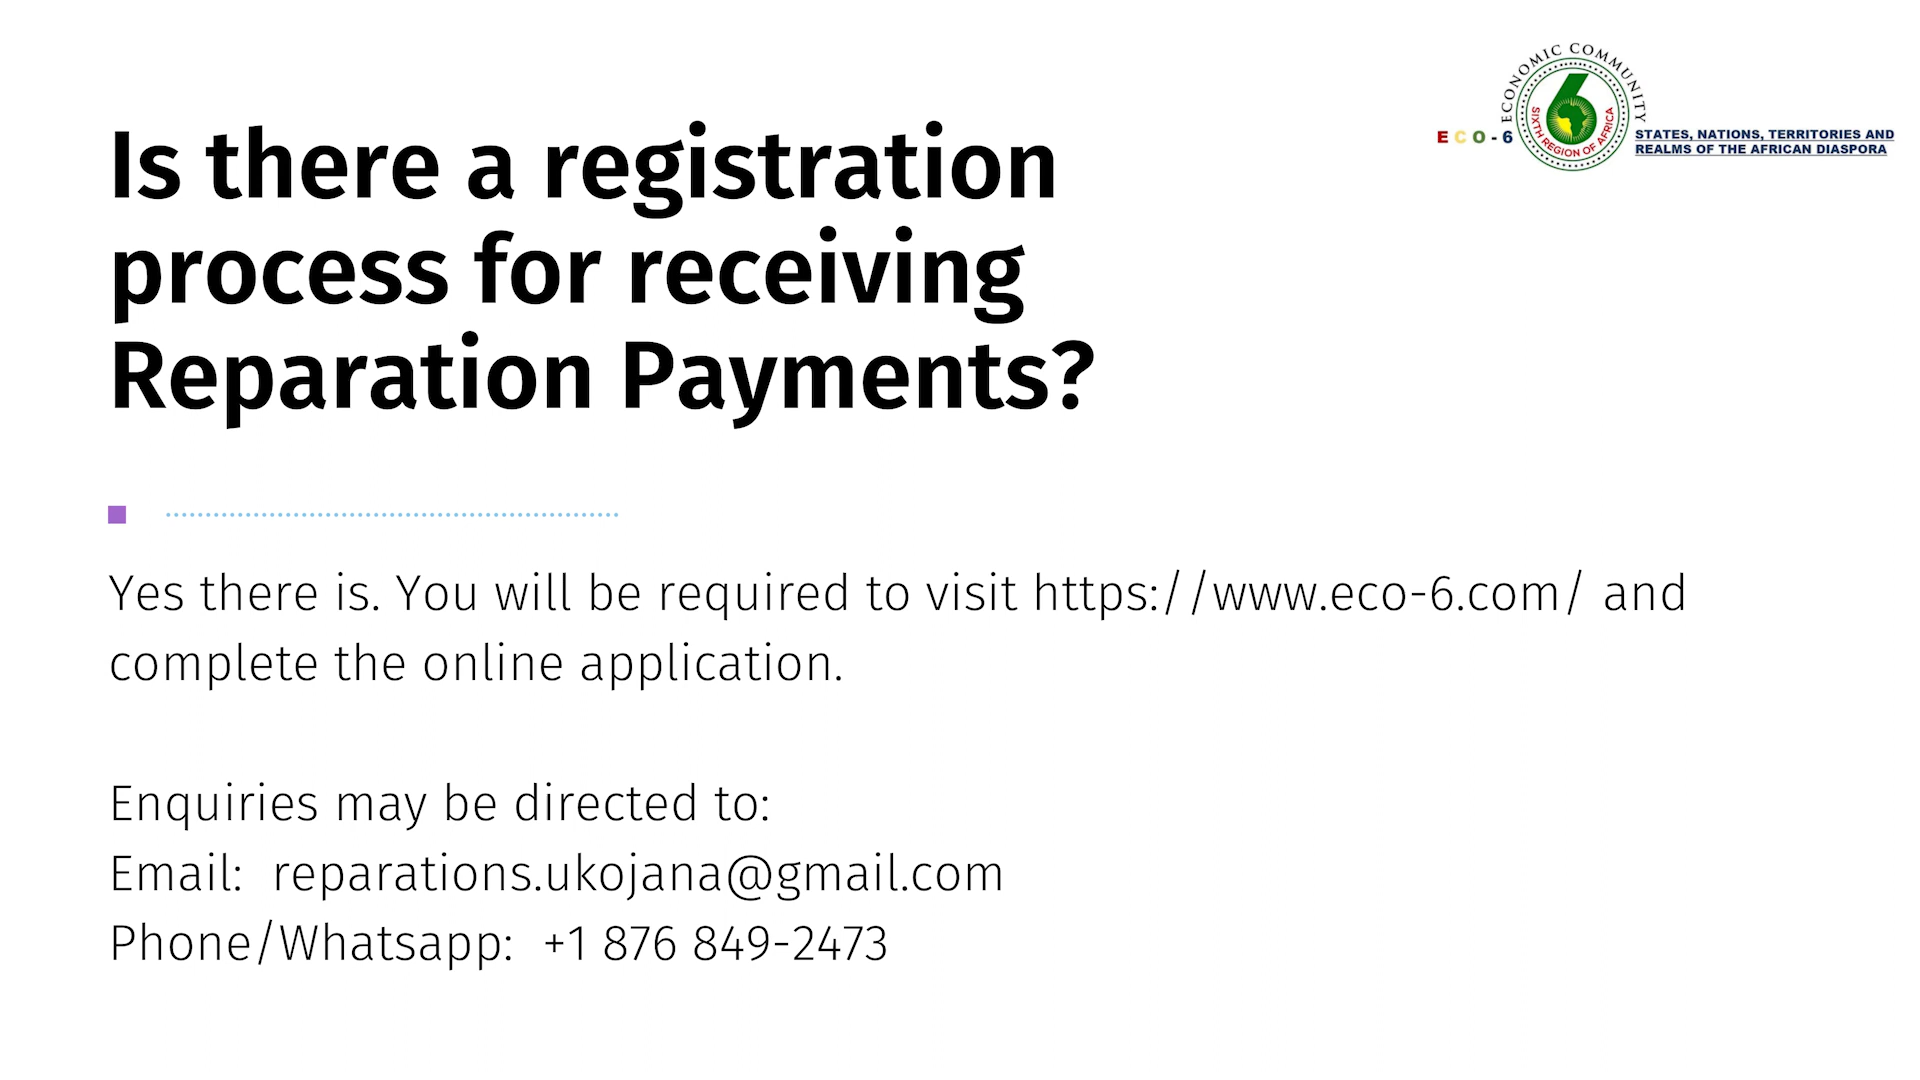 ECONOMIC COMMUNITY
6
SIXTH REGION OF AFRICA
ECO-6
STATES, NATIONS, TERRITORIES AND
REALMS OF THE AFRICAN DIASPORA
Is there a registration
process for receiving
Reparation Payments?
Yes there is. You will be required to visit https://www.eco-6.com/ and
complete the online application.
Enquiries may be directed to:
Email: reparations.ukojana@gmail.com
Phone/Whatsapp: +1 876 849-2473